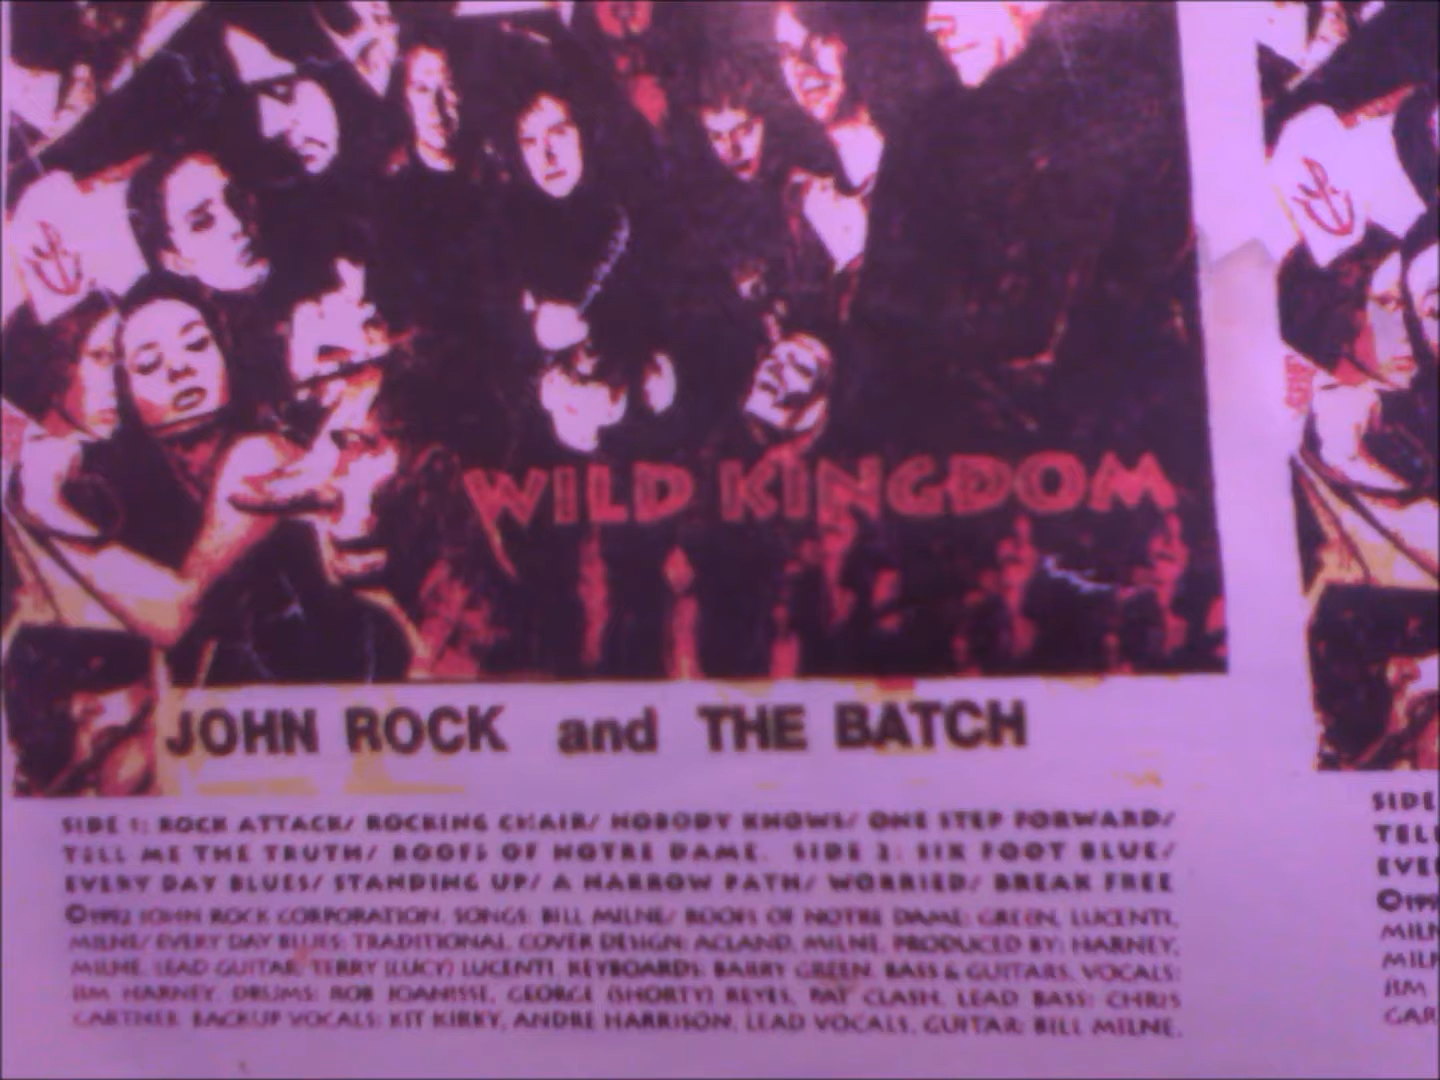 WILD KINGDOM
JOHN ROCK and THE BATCH
SIDE 1: ROCK ATTACK/ ROCKING CHAIR/ NOBODY KNOWS/ ONE STEP FORWARD/
TELL ME THE TRUTH/ ROOFS OF NOTRE DAME. SIDE 2: SIX FOOT BLUE/
EVERY DAY BLUES/ STANDING UP/ A NARROW PATH/ WORRIED/ BREAK FREE
©1992 JOHN ROCK CORPORATION. SONGS: BILL MILNE/ ROOFS OF NOTRE DAME: GREEN, LUCENTI,
MILNE/ EVERY DAY BLUES: TRADITIONAL. COVER DESIGN: ACLAND, MILNE. PRODUCED BY: HARNEY,
MILNE. LEAD GUITAR: TERRY (LUCY) LUCENTI. KEYBOARDS: BARRY GREEN. BASS & GUITARS, VOCALS:
JIM HARNEY. DRUMS: ROB JOANISSE, GEORGE (SHORTY) REYES, PAT CLASH. LEAD BASS: CHRIS
GARTNER. BACKUP VOCALS: KIT KIRKY, ANDRE HARRISON. LEAD VOCALS, GUITAR: BILL MILNE.
SIDE
TELL
EVE
©199
MILN
MILN
JIM
GAR